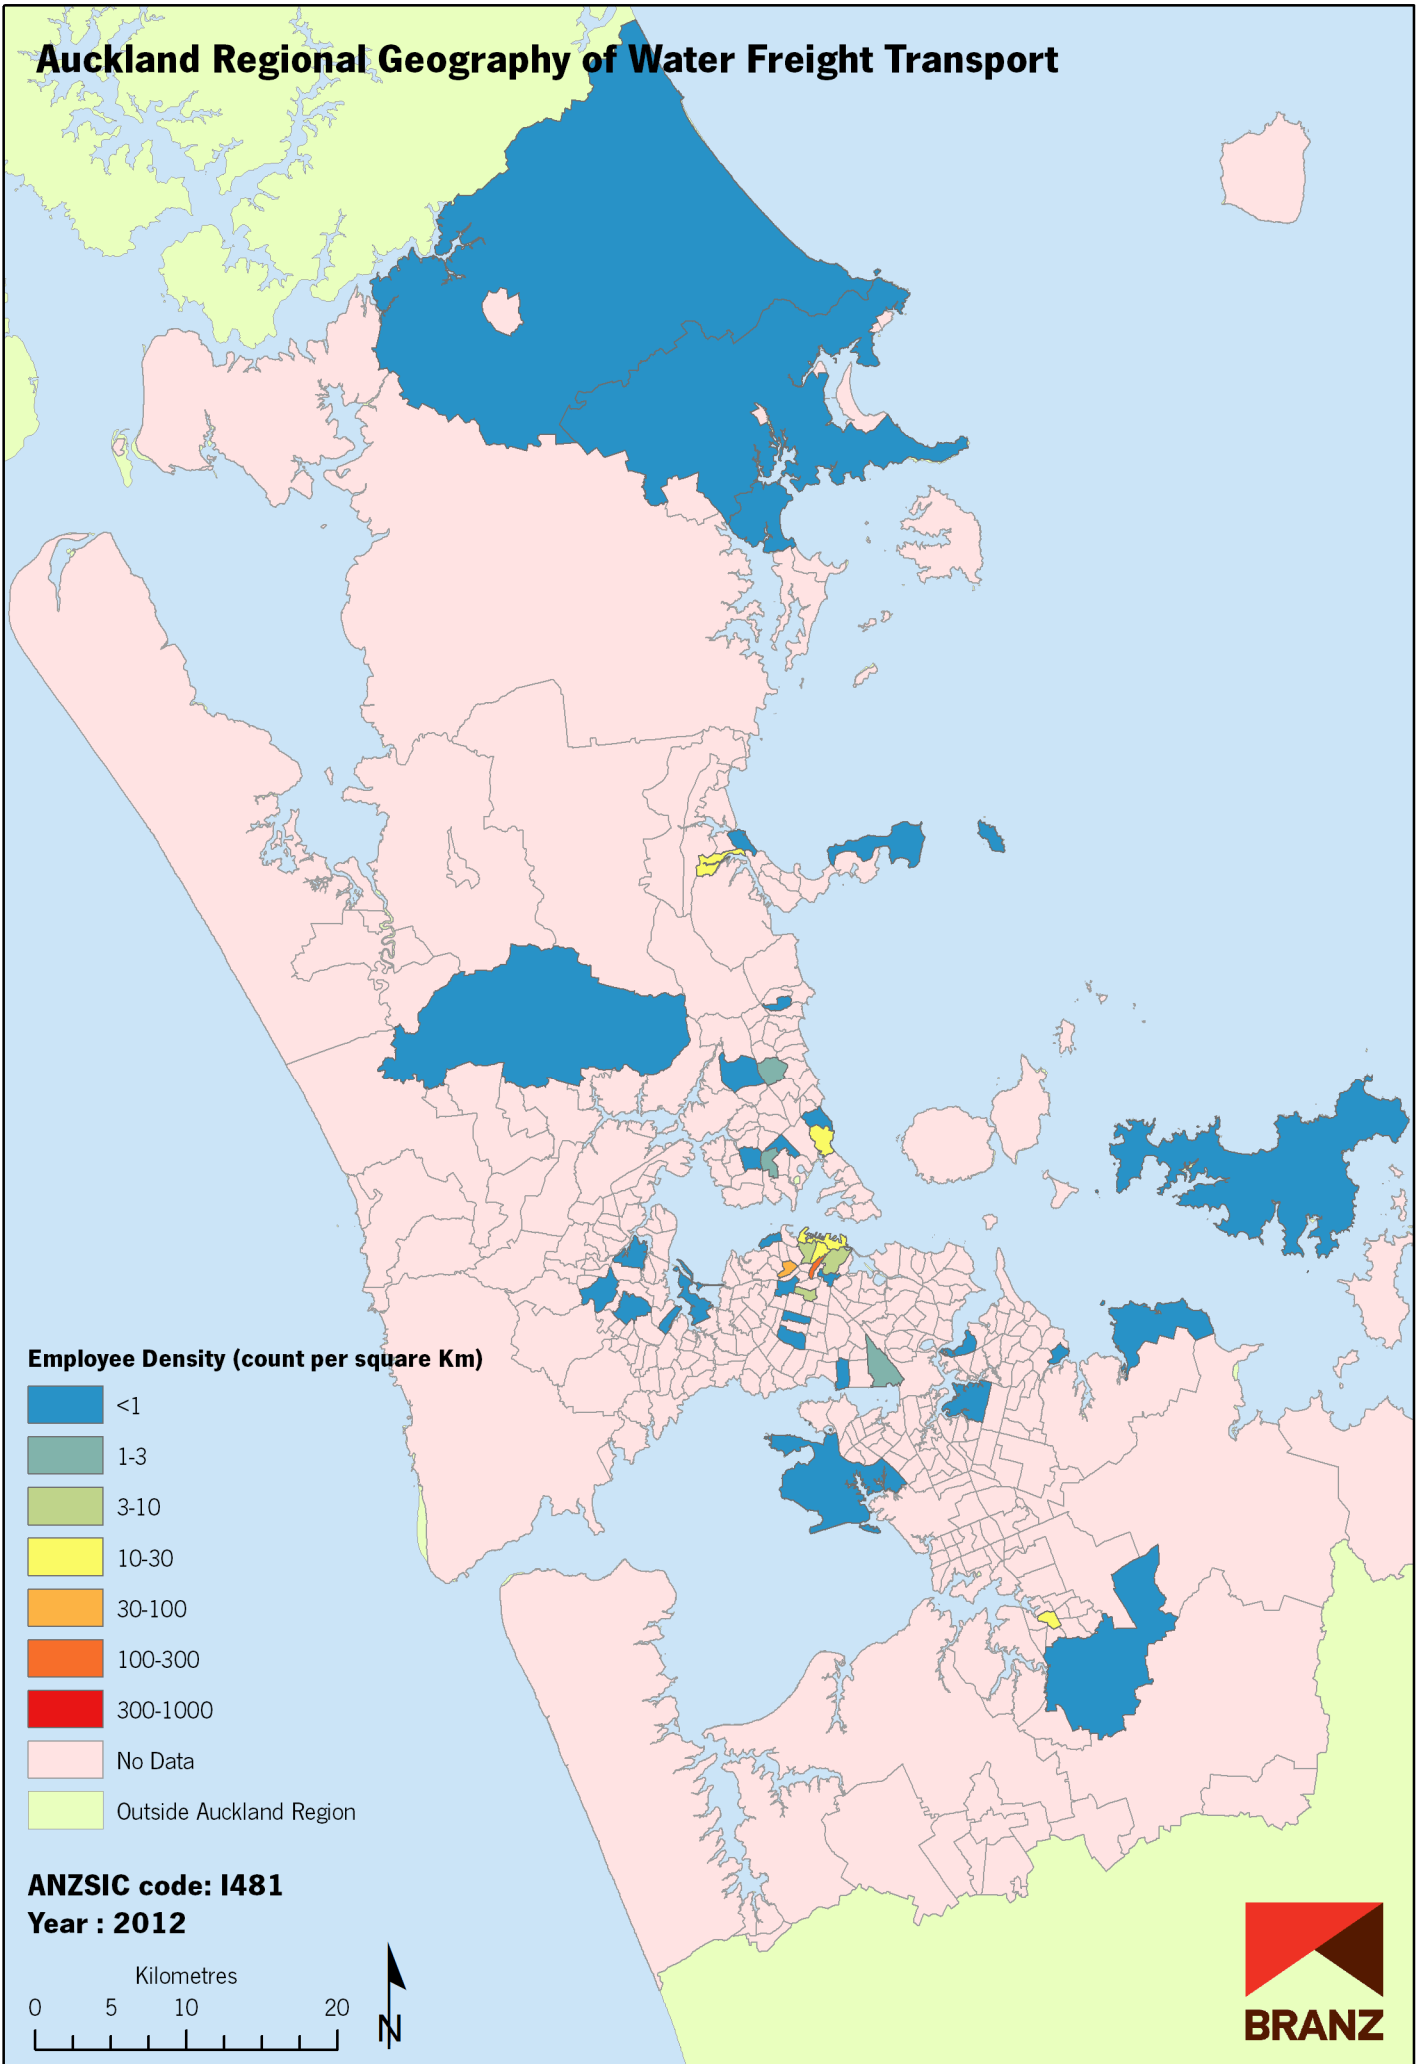 Auckland Regional Geography of Water Freight Transport
Employee Density (count per square Km)
<1
1-3
3-10
10-30
30-100
100-300
300-1000
No Data
Outside Auckland Region
ANZSIC code: I481
Year : 2012
Kilometres
0 5 10 20
N
BRANZ